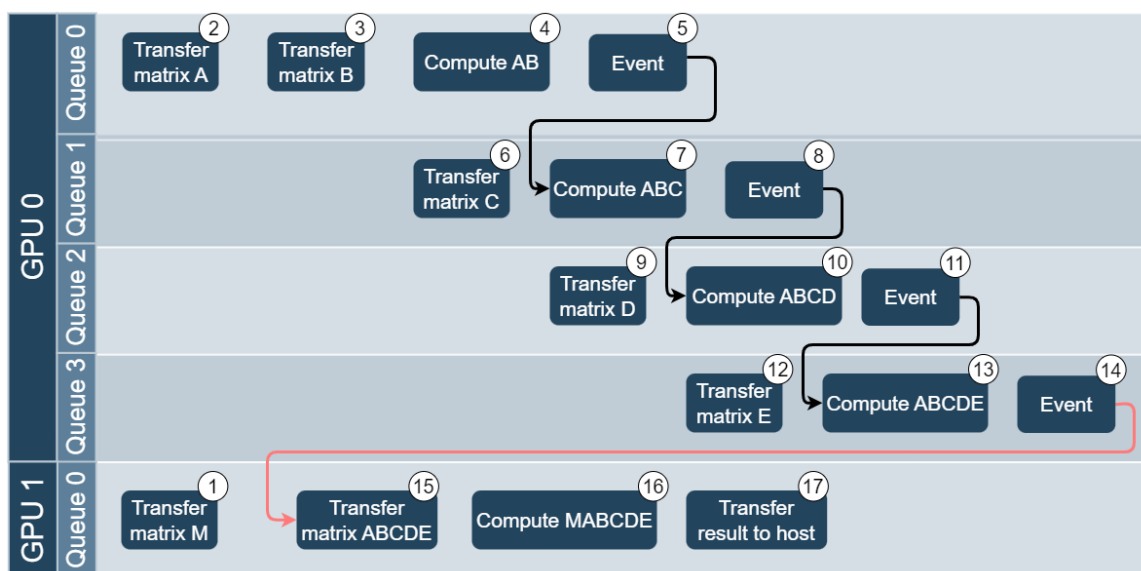 GPU 0
Queue 0
2
Transfer
matrix A
3
Transfer
matrix B
4
Compute AB
5
Event
Queue 1
6
Transfer
matrix C
7
Compute ABC
8
Event
Queue 2
9
Transfer
matrix D
10
Compute ABCD
11
Event
Queue 3
12
Transfer
matrix E
13
Compute ABCDE
14
Event
GPU 1
Queue 0
1
Transfer
matrix M
15
Transfer
matrix ABCDE
16
Compute MABCDE
17
Transfer
result to host